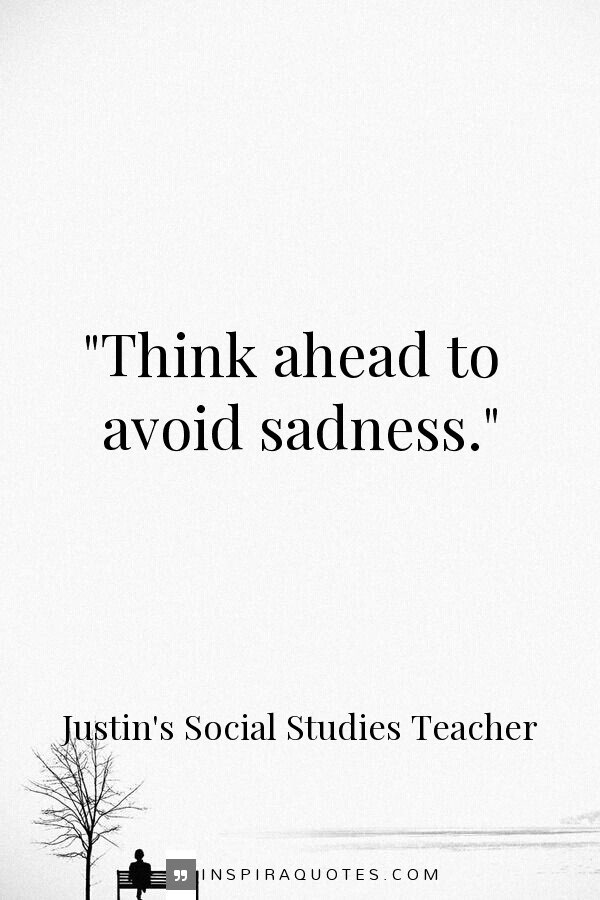 "Think ahead to
avoid sadness."
Justin's Social Studies Teacher
INSPIRAQUOTES.COM